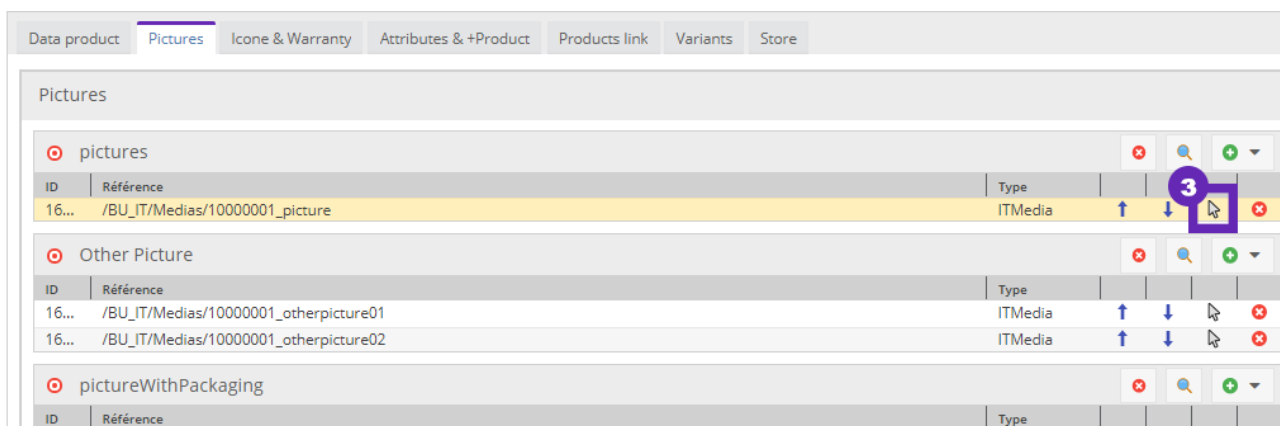 Data product Pictures Icone & Warranty Attributes & +Product Products link Variants Store
Pictures
pictures
ID Référence Type
3
16... /BU_IT/Medias/10000001_picture ITMedia
Other Picture
ID Référence Type
16... /BU_IT/Medias/10000001_otherpicture01 ITMedia
16... /BU_IT/Medias/10000001_otherpicture02 ITMedia
pictureWithPackaging
ID Référence Type